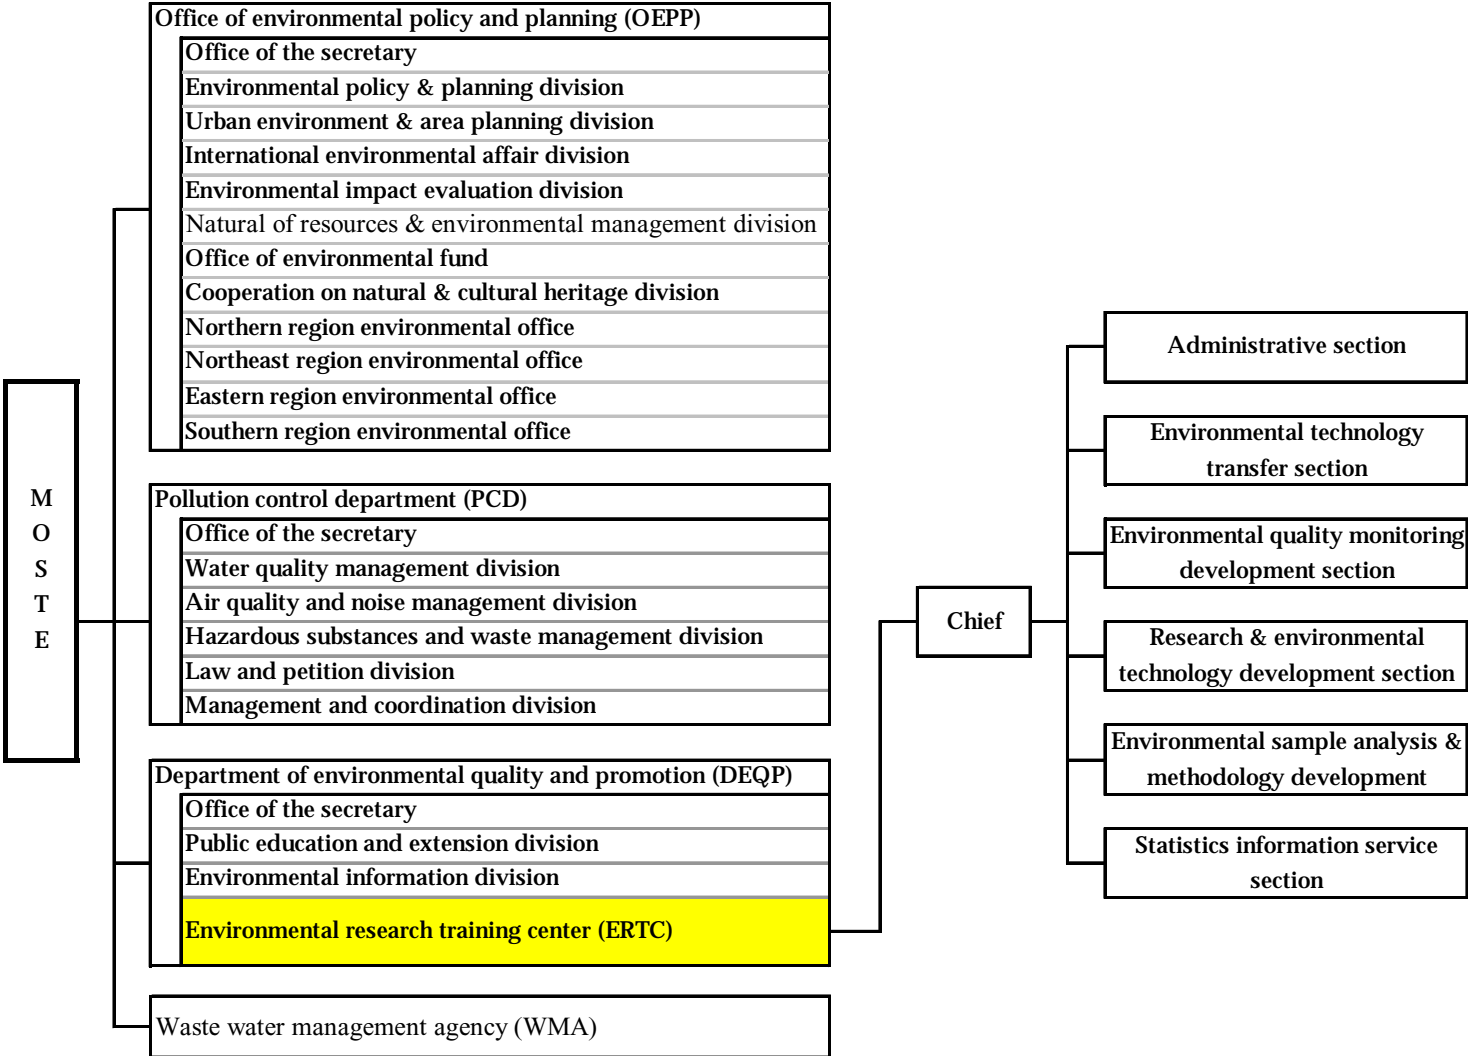 Office of environmental policy and planning (OEPP)
Office of the secretary
Environmental policy & planning division
Urban environment & area planning division
International environmental affair division
Environmental impact evaluation division
Natural of resources & environmental management division
Office of environmental fund
Cooperation on natural & cultural heritage division
Northern region environmental office
Northeast region environmental office
Eastern region environmental office
Southern region environmental office
M
O
S
T
E
Pollution control department (PCD)
Office of the secretary
Water quality management division
Air quality and noise management division
Hazardous substances and waste management division
Law and petition division
Management and coordination division
Department of environmental quality and promotion (DEQP)
Office of the secretary
Public education and extension division
Environmental information division
Environmental research training center (ERTC)
Waste water management agency (WMA)
Chief
Administrative section
Environmental technology
transfer section
Environmental quality monitoring
development section
Research & environmental
technology development section
Environmental sample analysis &
methodology development
Statistics information service
section